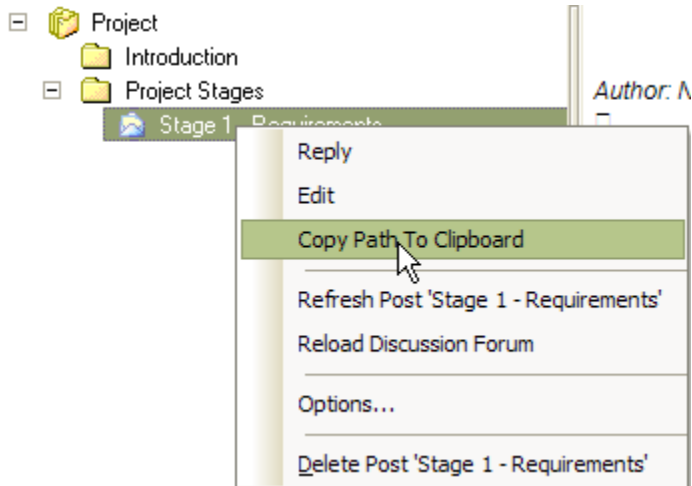 Project
Introduction
Project Stages
Author: N
Stage 1 - Requirements
Reply
Edit
Copy Path To Clipboard
Refresh Post 'Stage 1 - Requirements'
Reload Discussion Forum
Options...
Delete Post 'Stage 1 - Requirements'